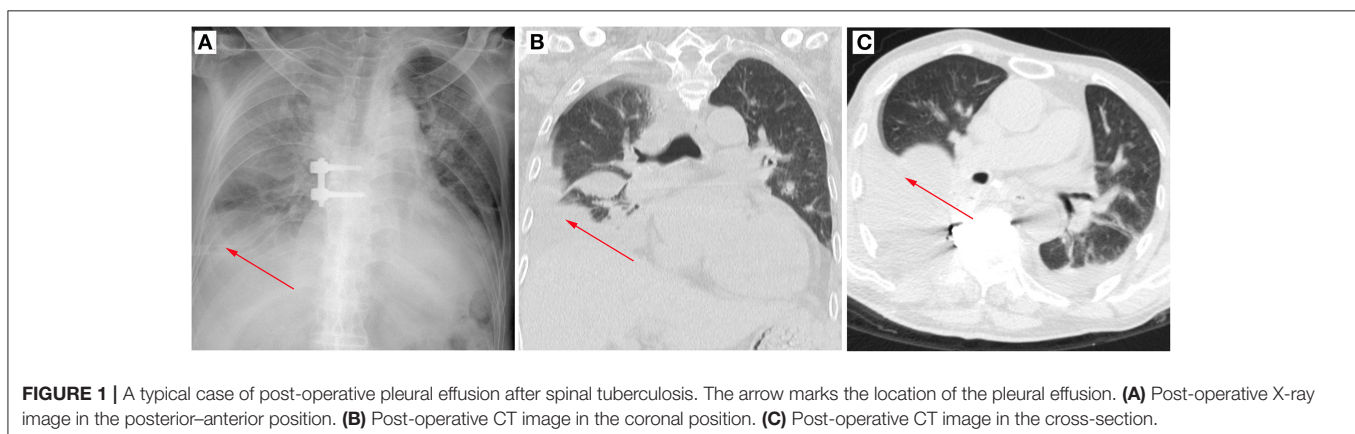 A
B
C
FIGURE 1 | A typical case of post-operative pleural effusion after spinal tuberculosis. The arrow marks the location of the pleural effusion. (A) Post-operative X-ray
image in the posterior–anterior position. (B) Post-operative CT image in the coronal position. (C) Post-operative CT image in the cross-section.